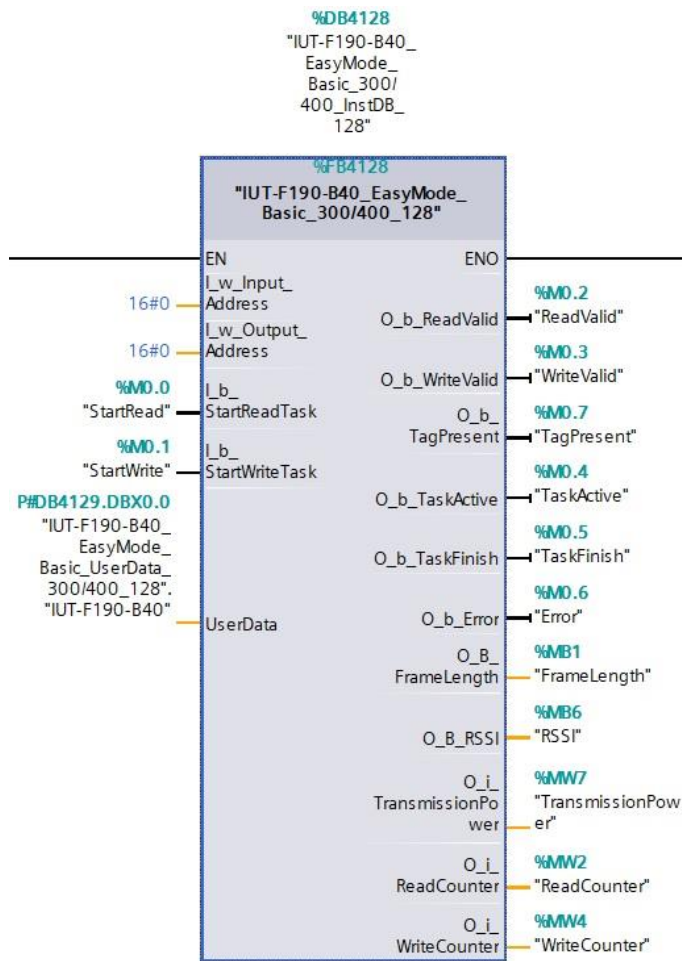 %DB4128
"IUT-F190-B40_
EasyMode_
Basic_300/
400_InstDB_
128"
%FB4128
"IUT-F190-B40_EasyMode_
Basic_300/400_128"
EN
ENO
16#0
I_w_Input_
Address
16#0
I_w_Output_
Address
%M0.0
"StartRead"
I_b_
StartReadTask
%M0.1
"StartWrite"
I_b_
StartWriteTask
P#DB4129.DBX0.0
"IUT-F190-B40_
EasyMode_
Basic_UserData_
300/400_128".
"IUT-F190-B40"
UserData
O_b_ReadValid
%M0.2
"ReadValid"
O_b_WriteValid
%M0.3
"WriteValid"
O_b_
TagPresent
%M0.7
"TagPresent"
O_b_TaskActive
%M0.4
"TaskActive"
O_b_TaskFinish
%M0.5
"TaskFinish"
O_b_Error
%M0.6
"Error"
O_B_
FrameLength
%MB1
"FrameLength"
O_B_RSSI
%MB6
"RSSI"
O_i_
TransmissionPo
wer
%MW7
"TransmissionPow
er"
O_i_
ReadCounter
%MW2
"ReadCounter"
O_i_
WriteCounter
%MW4
"WriteCounter"